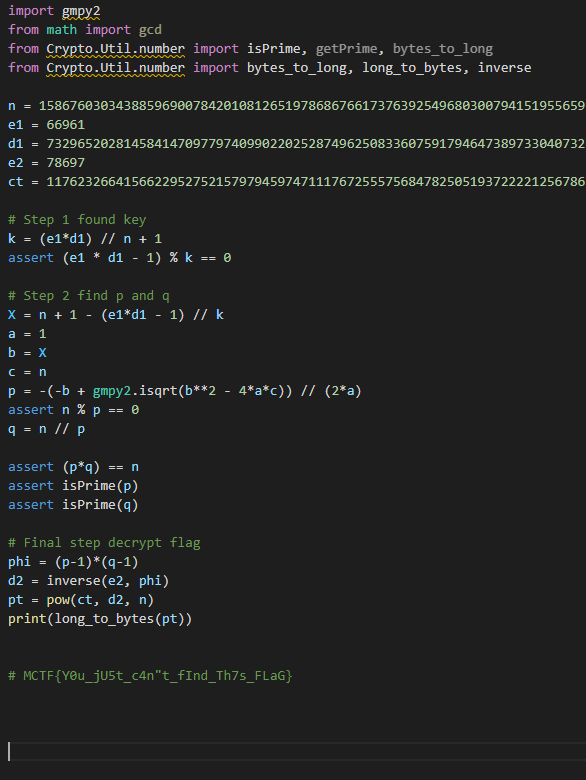 import gmpy2
from math import gcd
from Crypto.Util.number import isPrime, getPrime, bytes_to_long
from Crypto.Util.number import bytes_to_long, long_to_bytes, inverse
n = 15867603034388596900784201081265197868676617376392549680300794151955659
e1 = 66961
d1 = 7329652028145841470977974099022025287496250833607591794647389733040732
e2 = 78697
ct = 11762326641566229527521579794597471117672555756847825051937222212567 86
# Step 1 found key
k = (e1*d1) // n + 1
assert (e1 * d1 - 1) % k == 0
# Step 2 find p and q
X = n + 1 - (e1*d1 - 1) // k
a = 1
b = X
c = n
p = -(-b + gmpy2.isqrt(b**2 - 4*a*c)) // (2*a)
assert n % p == 0
q = n // p
assert (p*q) == n
assert isPrime(p)
assert isPrime(q)
# Final step decrypt flag
phi = (p-1)*(q-1)
d2 = inverse(e2, phi)
pt = pow(ct, d2, n)
print(long_to_bytes(pt))
# MCTF{Y0u_jU5t_c4n"t_fInd_Th7s_FLaG}